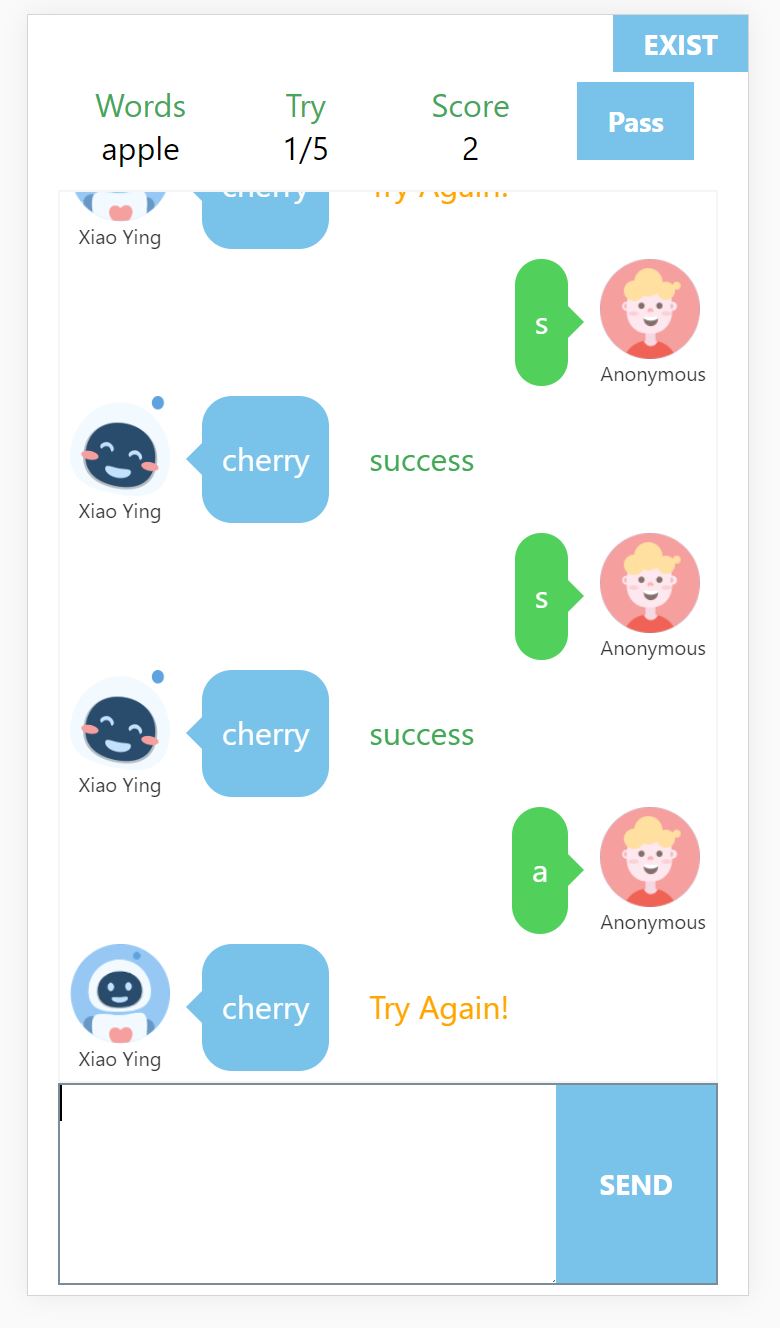 EXIST
Words Try Score Pass
apple 1/5 2
cherry Try Again!
Xiao Ying
s
Anonymous
cherry success
Xiao Ying
s
Anonymous
cherry success
Xiao Ying
a
Anonymous
cherry Try Again!
Xiao Ying
SEND